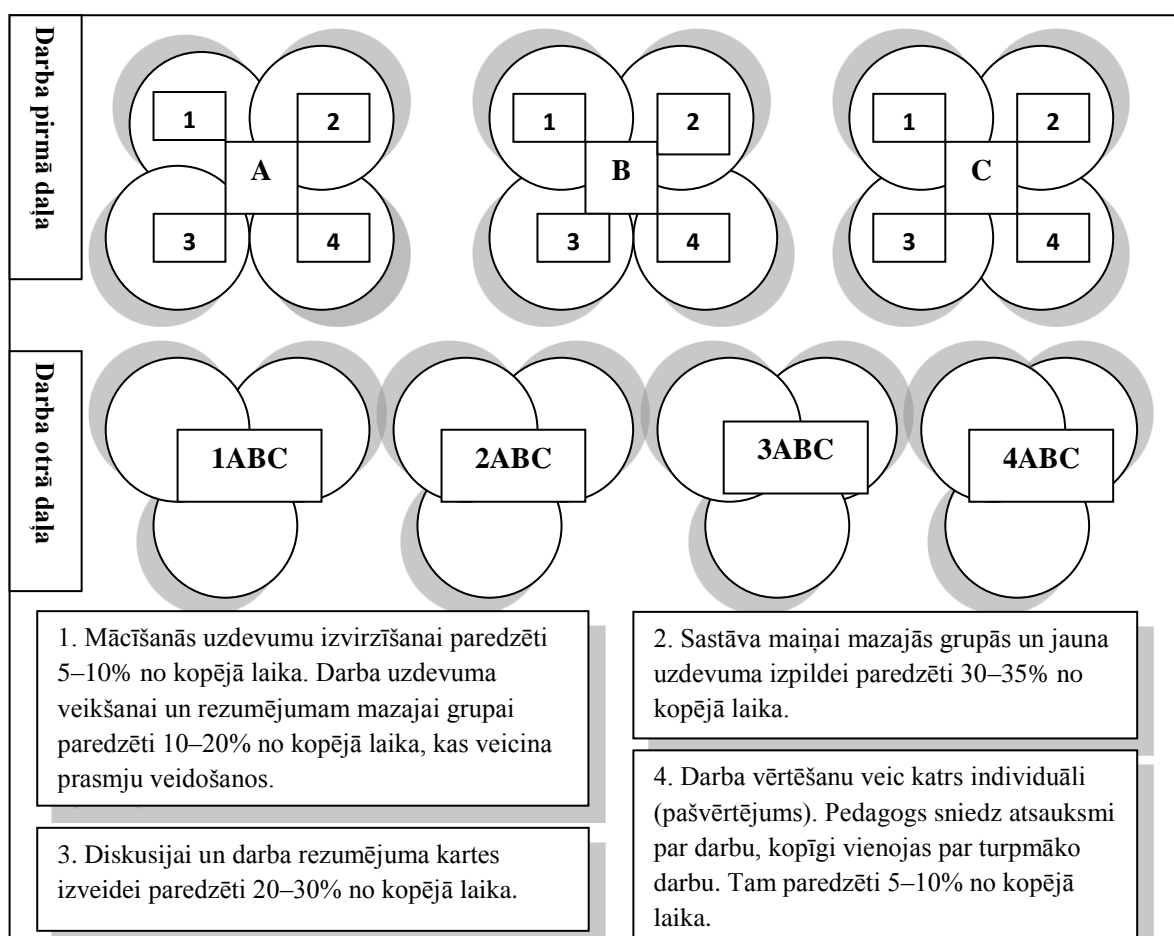 Darba pirmā daļa
1
2
A
3
4
1
2
B
3
4
1
2
C
3
4
Darba otrā daļa
1ABC
2ABC
3ABC
4ABC
1. Mācīšanās uzdevumu izvirzīšanai paredzēti
5–10% no kopējā laika. Darba uzdevuma
veikšanai un rezumējumam mazajai grupai
paredzēti 10–20% no kopējā laika, kas veicina
prasmju veidošanos.
2. Sastāva maiņai mazajās grupās un jauna
uzdevuma izpildei paredzēti 30–35% no
kopējā laika.
3. Diskusijai un darba rezumējuma kartes
izveidei paredzēti 20–30% no kopējā laika.
4. Darba vērtēšanu veic katrs individuāli
(pašvērtējums). Pedagogs sniedz atsauksmi
par darbu, kopīgi vienojas par turpmāko
darbu. Tam paredzēti 5–10% no kopējā
laika.